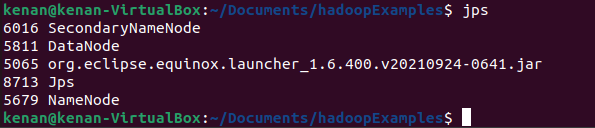 kenan@kenan-VirtualBox:~/Documents/hadoopExamples$ jps
6016 SecondaryNameNode
5811 DataNode
5065 org.eclipse.equinox.launcher_1.6.400.v20210924-0641.jar
8713 Jps
5679 NameNode
kenan@kenan-VirtualBox:~/Documents/hadoopExamples$